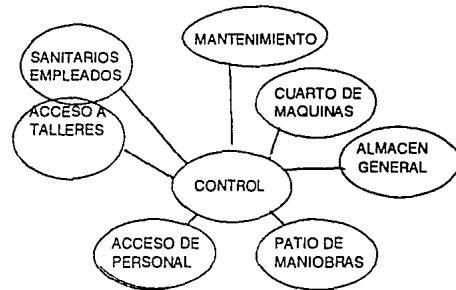 MANTENIMIENTO
SANITARIOS
EMPLEADOS
CUARTO DE
MAQUINAS
ACCESO A
TALLERES
ALMACEN
GENERAL
CONTROL
ACCESO DE
PERSONAL
PATIO DE
MANIOBRAS